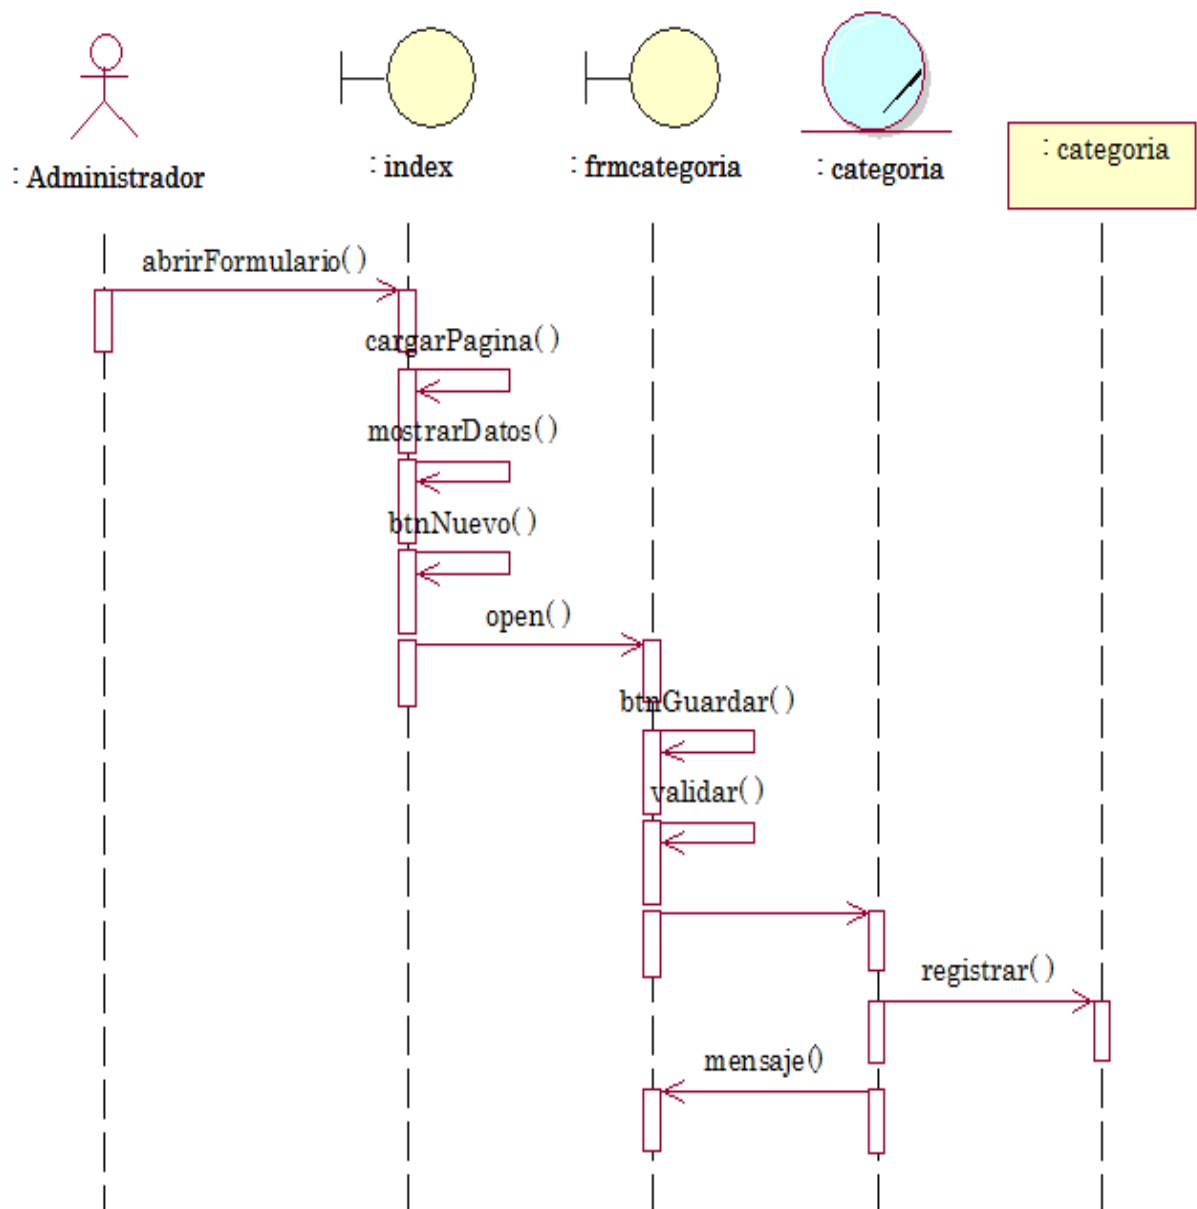 : Administrador
: index
: frmcategoria
: categoria
: categoria
abrirFormulario( )
cargarPagina( )
mostrarDatos( )
btnNuevo( )
open( )
btnGuardar( )
validar( )
registrar( )
mensaje()